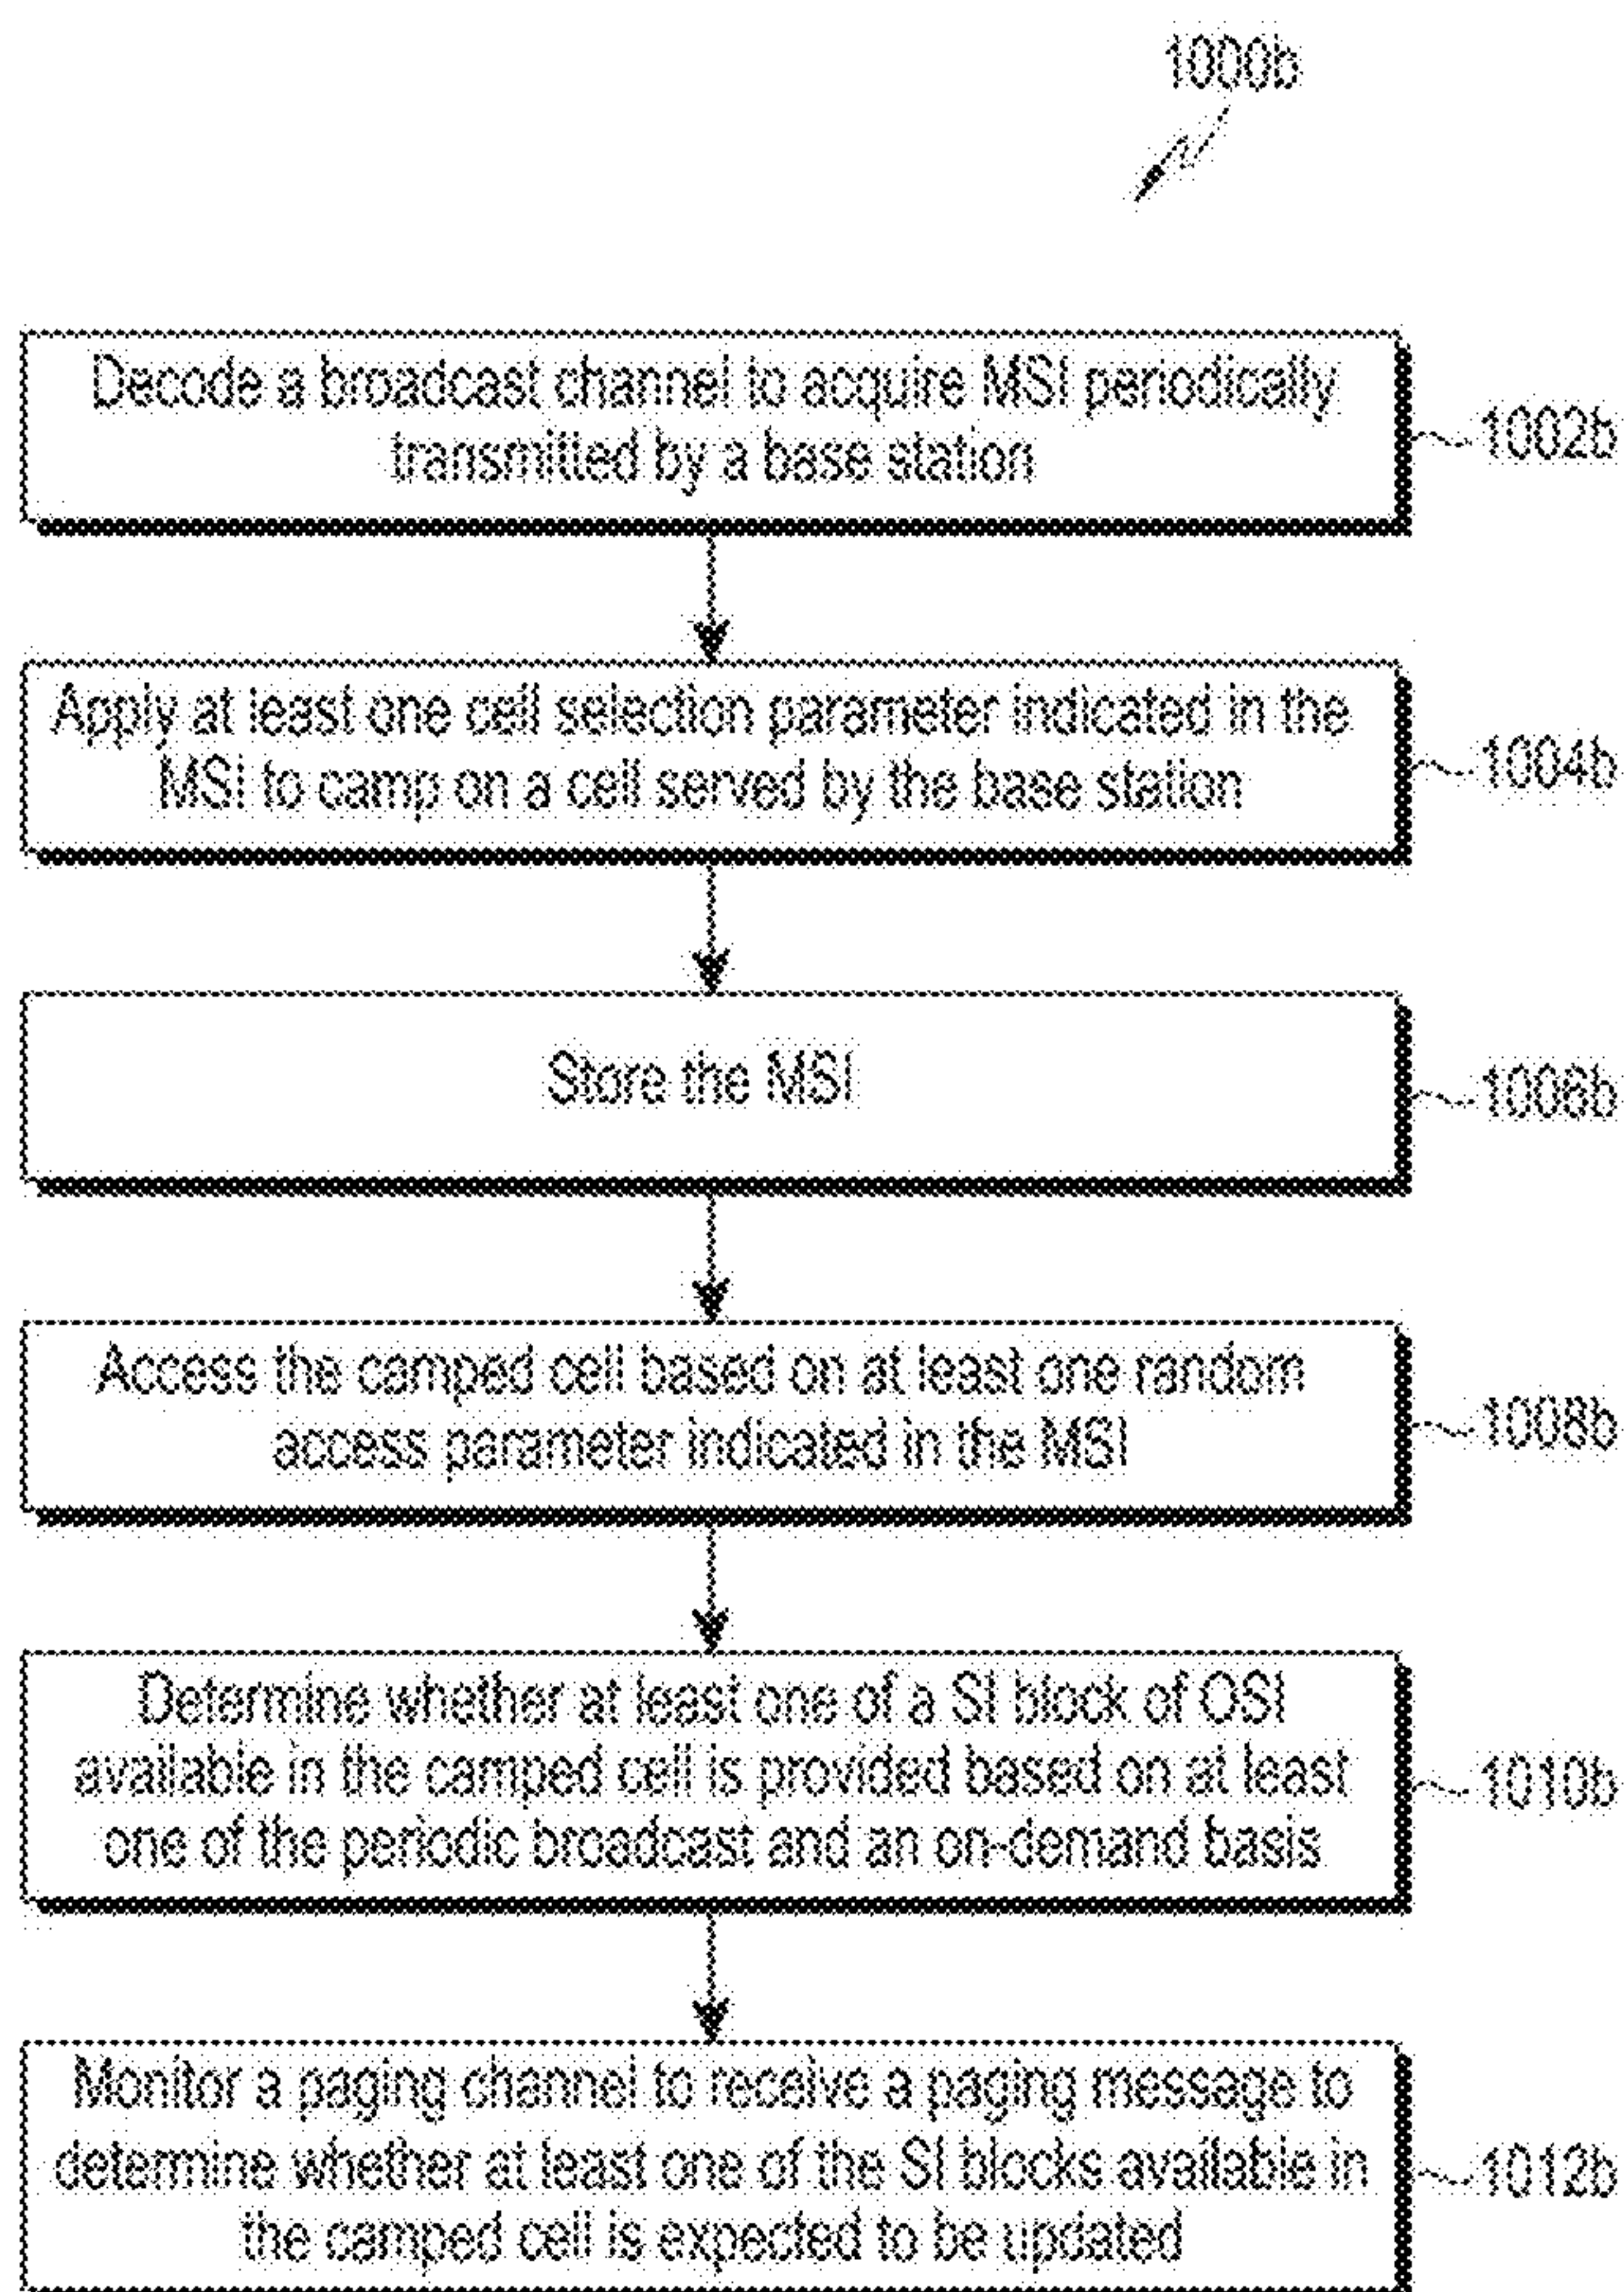 1000b
Decode a broadcast channel to acquire MSI periodically
transmitted by a base station
1002b
Apply at least one cell selection parameter indicated in the
MSI to camp on a cell served by the base station
1004b
Store the MSI
1006b
Access the camped cell based on at least one random
access parameter indicated in the MSI
1008b
Determine whether at least one of a SI block of OSI
available in the camped cell is provided based on at least
one of the periodic broadcast and an on-demand basis
1010b
Monitor a paging channel to receive a paging message to
determine whether at least one of the SI blocks available in
the camped cell is expected to be updated
1012b